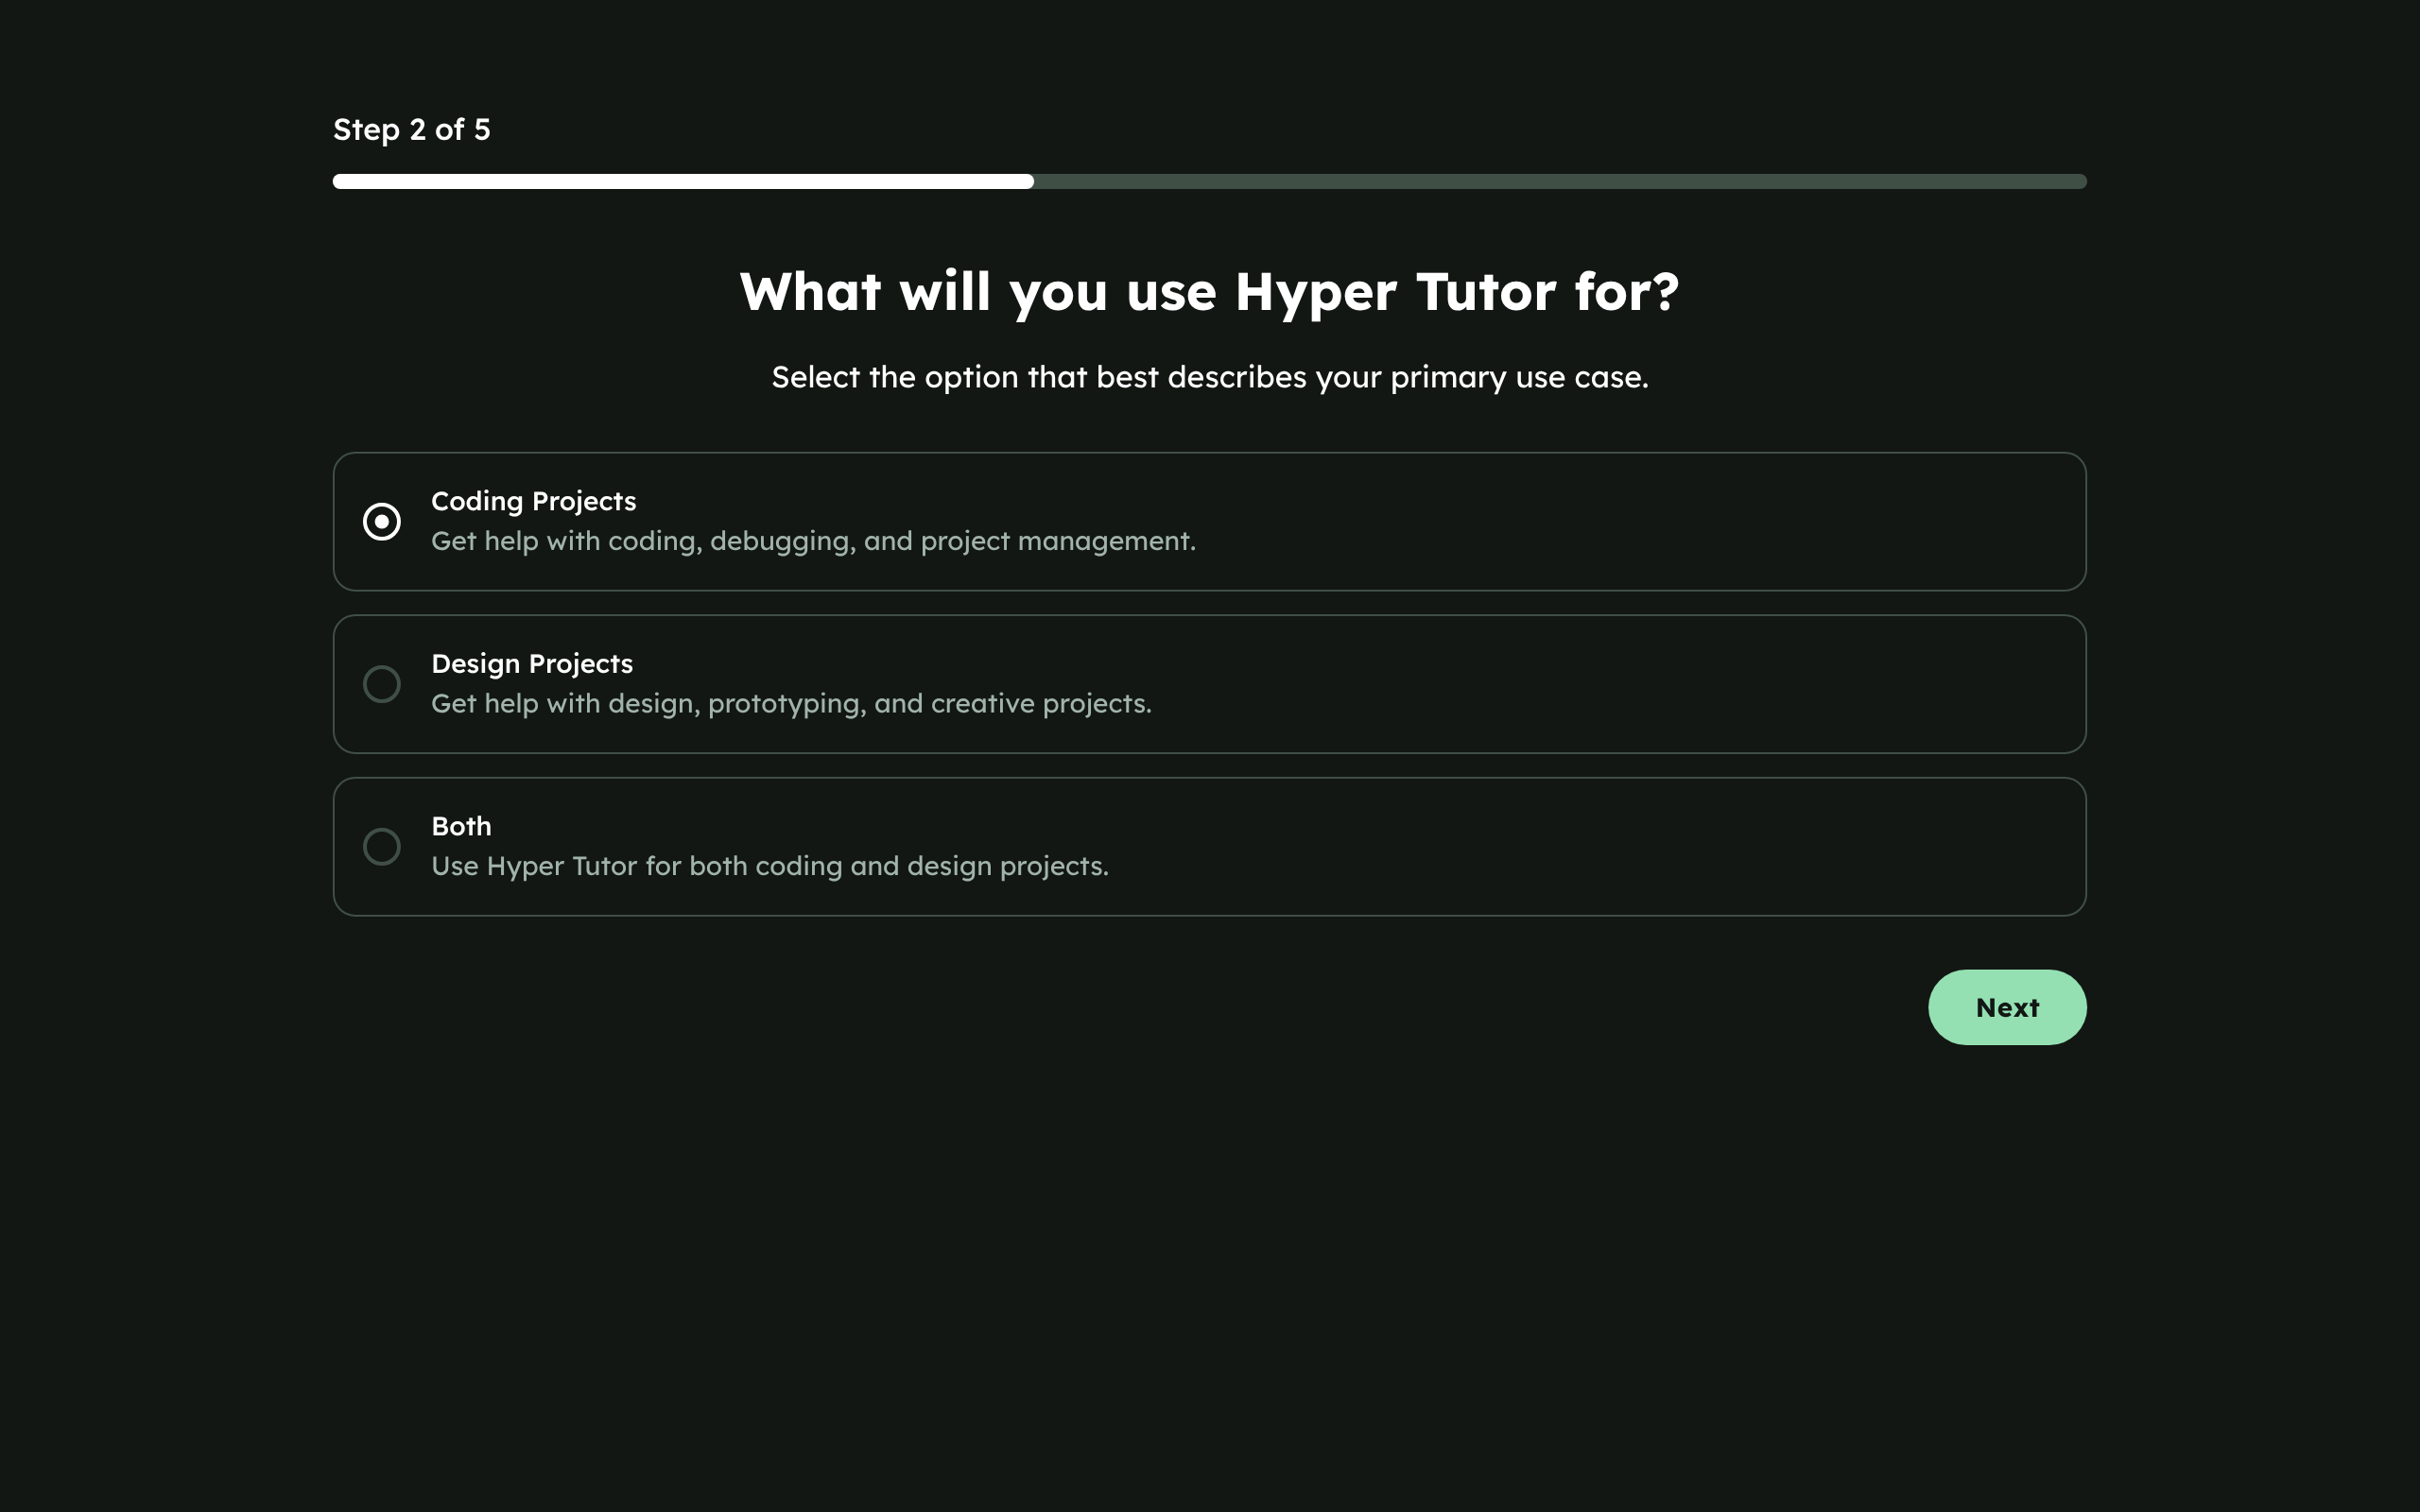 Step 2 of 5
What will you use Hyper Tutor for?
Select the option that best describes your primary use case.
Coding Projects
Get help with coding, debugging, and project management.
Design Projects
Get help with design, prototyping, and creative projects.
Both
Use Hyper Tutor for both coding and design projects.
Next